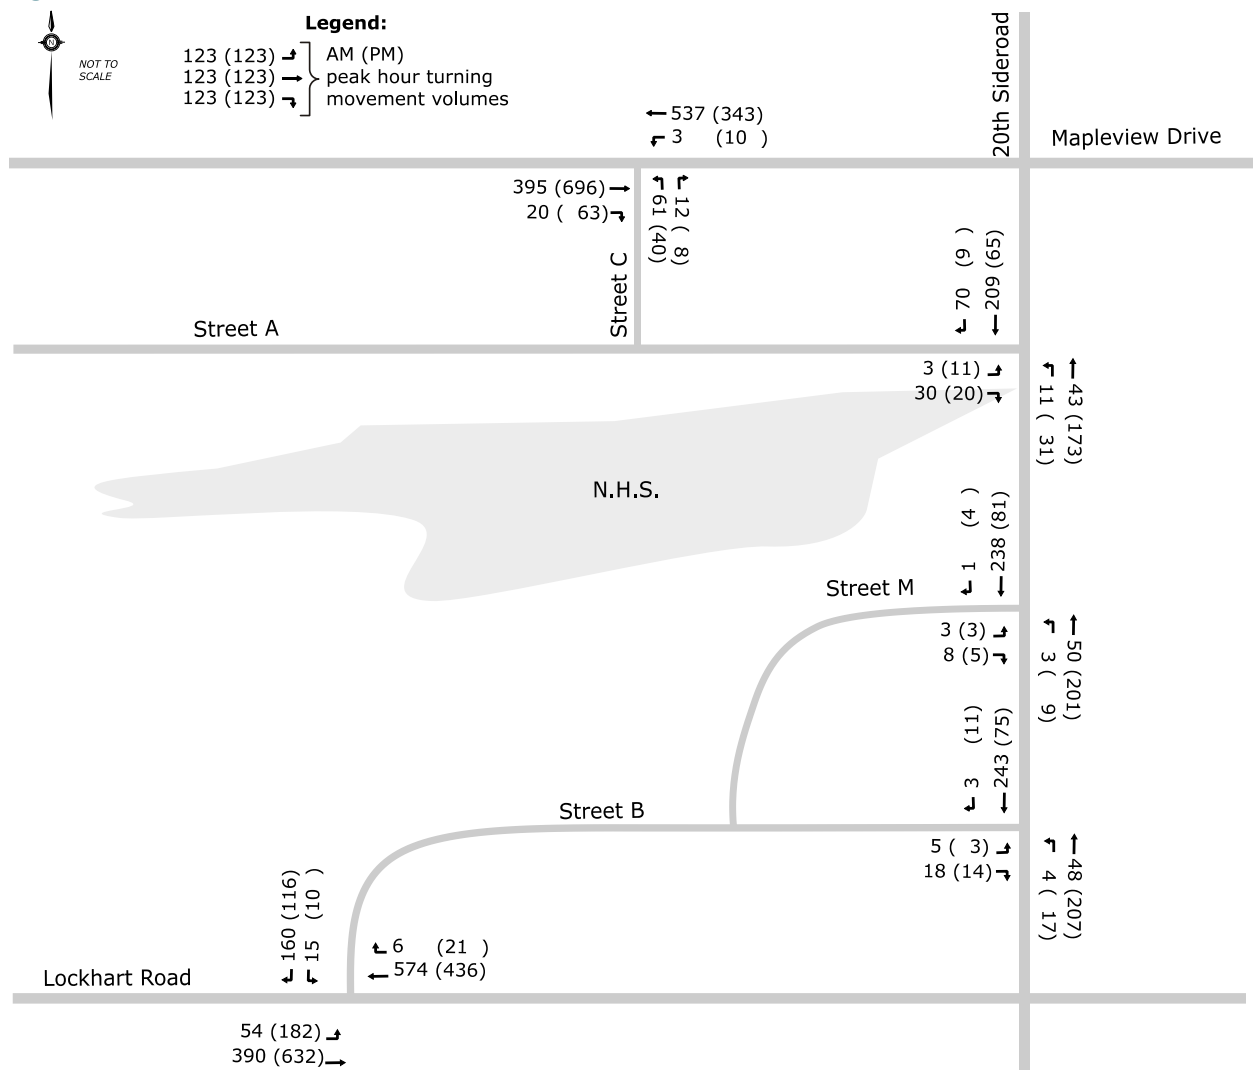 Legend:
N
NOT TO
SCALE
123 (123)
123 (123)
123 (123)
AM (PM)
peak hour turning
movement volumes
20th Sideroad
Mapleview Drive
537 (343)
3 (10 )
395 (696)
20 ( 63)
61 (40)
12 ( 8)
Street C
70 (9 )
209 (65)
Street A
3 (11)
30 (20)
11 ( 31)
43 (173)
N.H.S.
1 (4 )
238 (81)
Street M
3 (3)
8 (5)
3 ( 9)
50 (201)
3 (11)
243 (75)
Street B
5 ( 3)
18 (14)
4 ( 17)
48 (207)
160 (116)
15 (10 )
6 (21 )
574 (436)
Lockhart Road
54 (182)
390 (632)